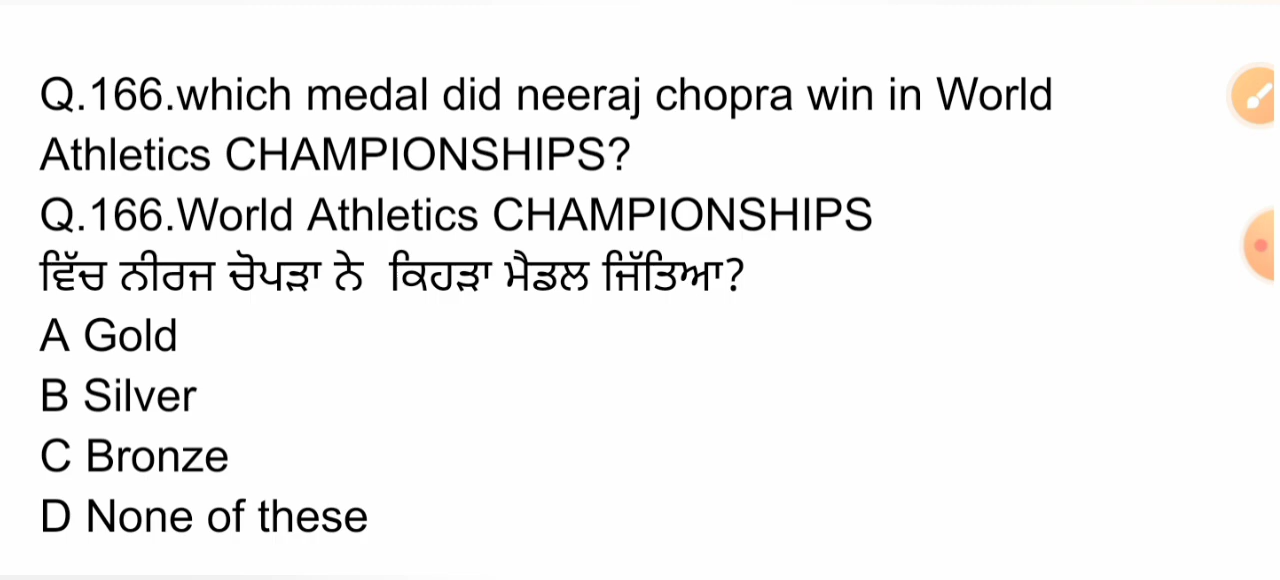 Q.166.which medal did neeraj chopra win in World
Athletics CHAMPIONSHIPS?
Q.166.World Athletics CHAMPIONSHIPS
ਵਿੱਚ ਨੀਰਜ ਚੋਪੜਾ ਨੇ  ਕਿਹੜਾ ਮੈਡਲ ਜਿੱਤਿਆ?
A Gold
B Silver
C Bronze
D None of these